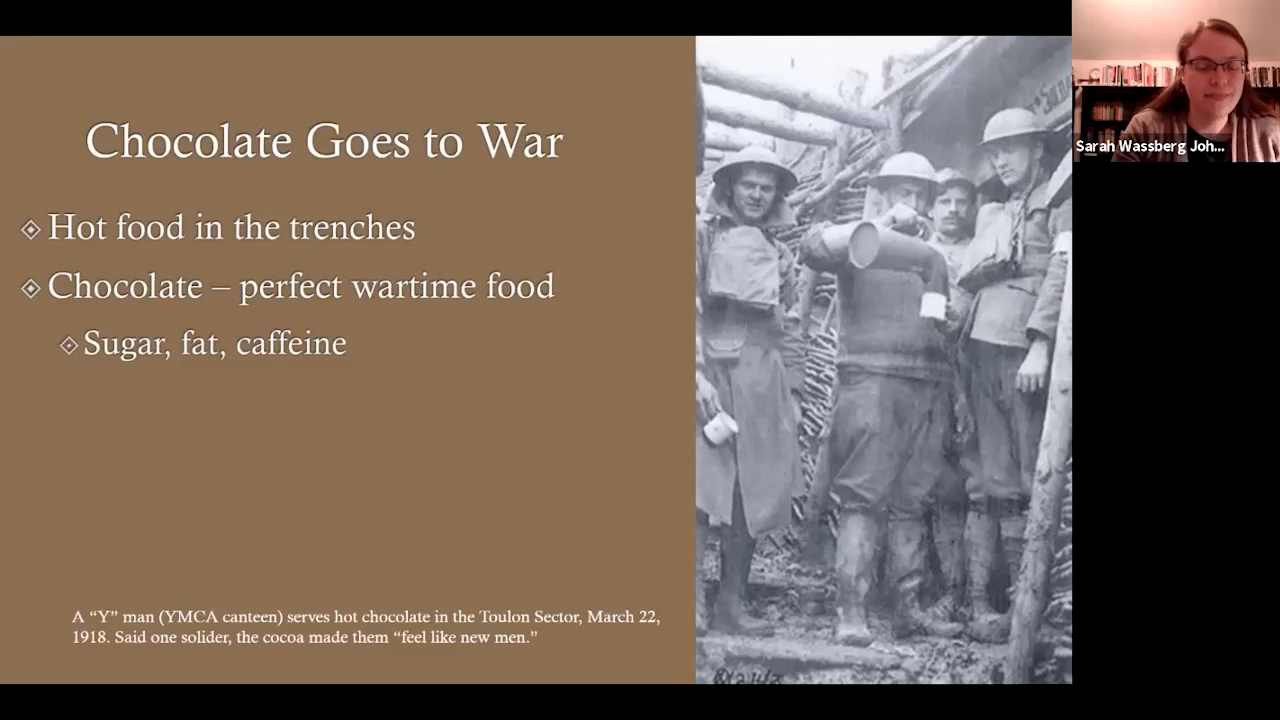 Chocolate Goes to War
Hot food in the trenches
Chocolate – perfect wartime food
Sugar, fat, caffeine
A “Y” man (YMCA canteen) serves hot chocolate in the Toulon Sector, March 22,
1918. Said one solider, the cocoa made them “feel like new men.”
Sarah Wassberg Joh...